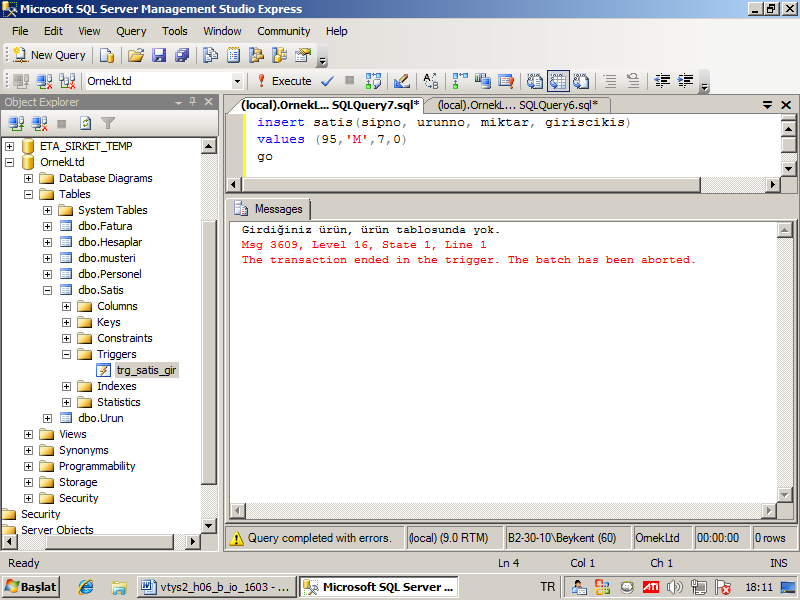 Microsoft SQL Server Management Studio Express
File Edit View Query Tools Window Community Help
New Query
OrnekLtd Execute
Object Explorer
(local).OrnekL... SQLQuery7.sql* (local).OrnekL... SQLQuery6.sql*
insert satis(sipno, urunno, miktar, giriscikis)
values (95,'M',7,0)
go
ETA_SIRKET_TEMP
OrnekLtd
Database Diagrams
Tables
System Tables
dbo.Fatura
dbo.Hesaplar
dbo.musteri
dbo.Personel
dbo.Satis
Columns
Keys
Constraints
Triggers
trg_satis_gir
Indexes
Statistics
dbo.Urun
Views
Synonyms
Programmability
Storage
Security
Security
Server Objects
Messages
Girdiğiniz ürün, ürün tablosunda yok.
Msg 3609, Level 16, State 1, Line 1
The transaction ended in the trigger. The batch has been aborted.
Query completed with errors. (local) (9.0 RTM) B2-30-10\Beykent (60) OrnekLtd 00:00:00 0 rows
Ready Ln 4 Col 1 Ch 1 INS
Başlat vtys2_h06_b_io_1603 - ... Microsoft SQL Server ... TR ATI 18:11